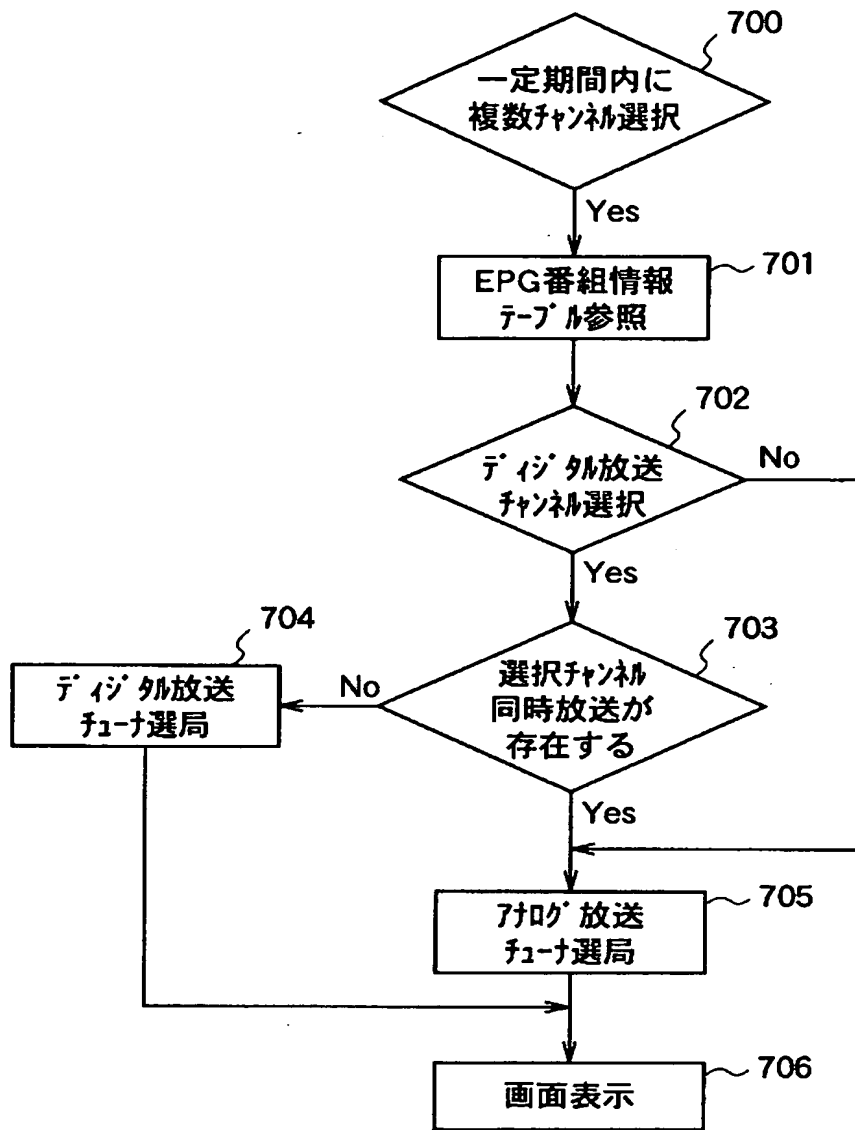 700
一定期間内に
複数ﾁｬﾝﾈﾙ選択
Yes
701
EPG番組情報
ﾃｰﾌﾞﾙ参照
702
ﾃﾞｨｼﾞﾀﾙ放送
ﾁｬﾝﾈﾙ選択
No
Yes
703
選択ﾁｬﾝﾈﾙ
同時放送が
存在する
No
704
ﾃﾞｨｼﾞﾀﾙ放送
ﾁｭｰﾅ選局
Yes
705
ｱﾅﾛｸﾞ放送
ﾁｭｰﾅ選局
706
画面表示